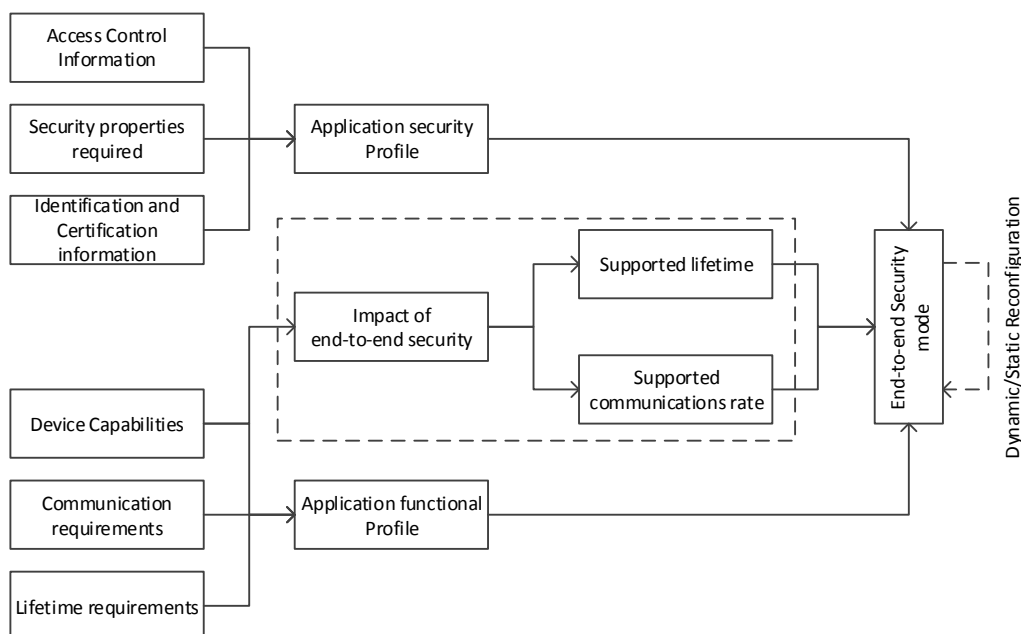 Access Control
Information
Security properties
required
Application security
Profile
Identification and
Certification
information
Supported lifetime
Impact of
end-to-end security
Supported
communications rate
End-to-end Security
mode
Dynamic/Static Reconfiguration
Device Capabilities
Communication
requirements
Application functional
Profile
Lifetime requirements